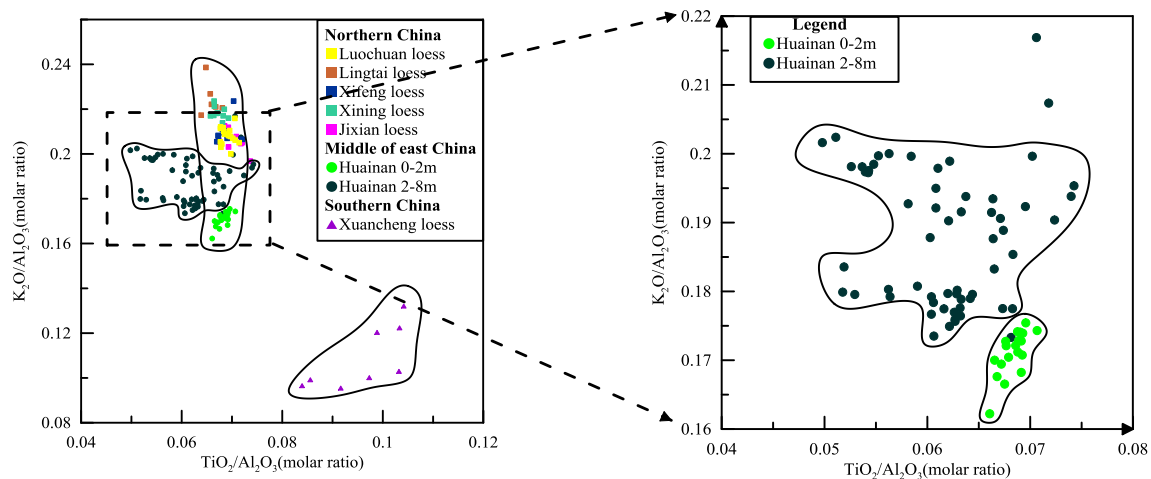 0.24
0.2
0.16
0.12
0.08
K₂O/Al₂O₃(molar ratio)
0.04
0.06
0.08
0.1
0.12
TiO₂/Al₂O₃(molar ratio)
Northern China
Luochuan loess
Lingtai loess
Xifeng loess
Xining loess
Jixian loess
Middle of east China
Huainan 0-2m
Huainan 2-8m
Southern China
Xuancheng loess
0.22
0.21
0.20
0.19
0.18
0.17
0.16
K₂O/Al₂O₃(molar ratio)
0.04
0.05
0.06
0.07
0.08
TiO₂/Al₂O₃(molar ratio)
Legend
Huainan 0-2m
Huainan 2-8m